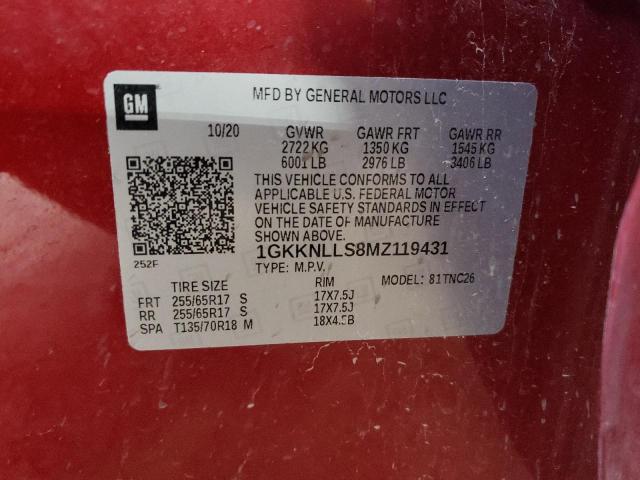 GM
MFD BY GENERAL MOTORS LLC
10/20 GVWR GAWR FRT GAWR RR
2722 KG 1350 KG 1545 KG
6001 LB 2976 LB 3406 LB
THIS VEHICLE CONFORMS TO ALL
APPLICABLE U.S. FEDERAL MOTOR
VEHICLE SAFETY STANDARDS IN EFFECT
ON THE DATE OF MANUFACTURE
SHOWN ABOVE.
252F
1GKKNLLS8MZ119431
TYPE: M.P.V. MODEL: 81TNC26
TIRE SIZE RIM
FRT 255/65R17 S 17X7.5J
RR 255/65R17 S 17X7.5J
SPA T135/70R18 M 18X4.5B